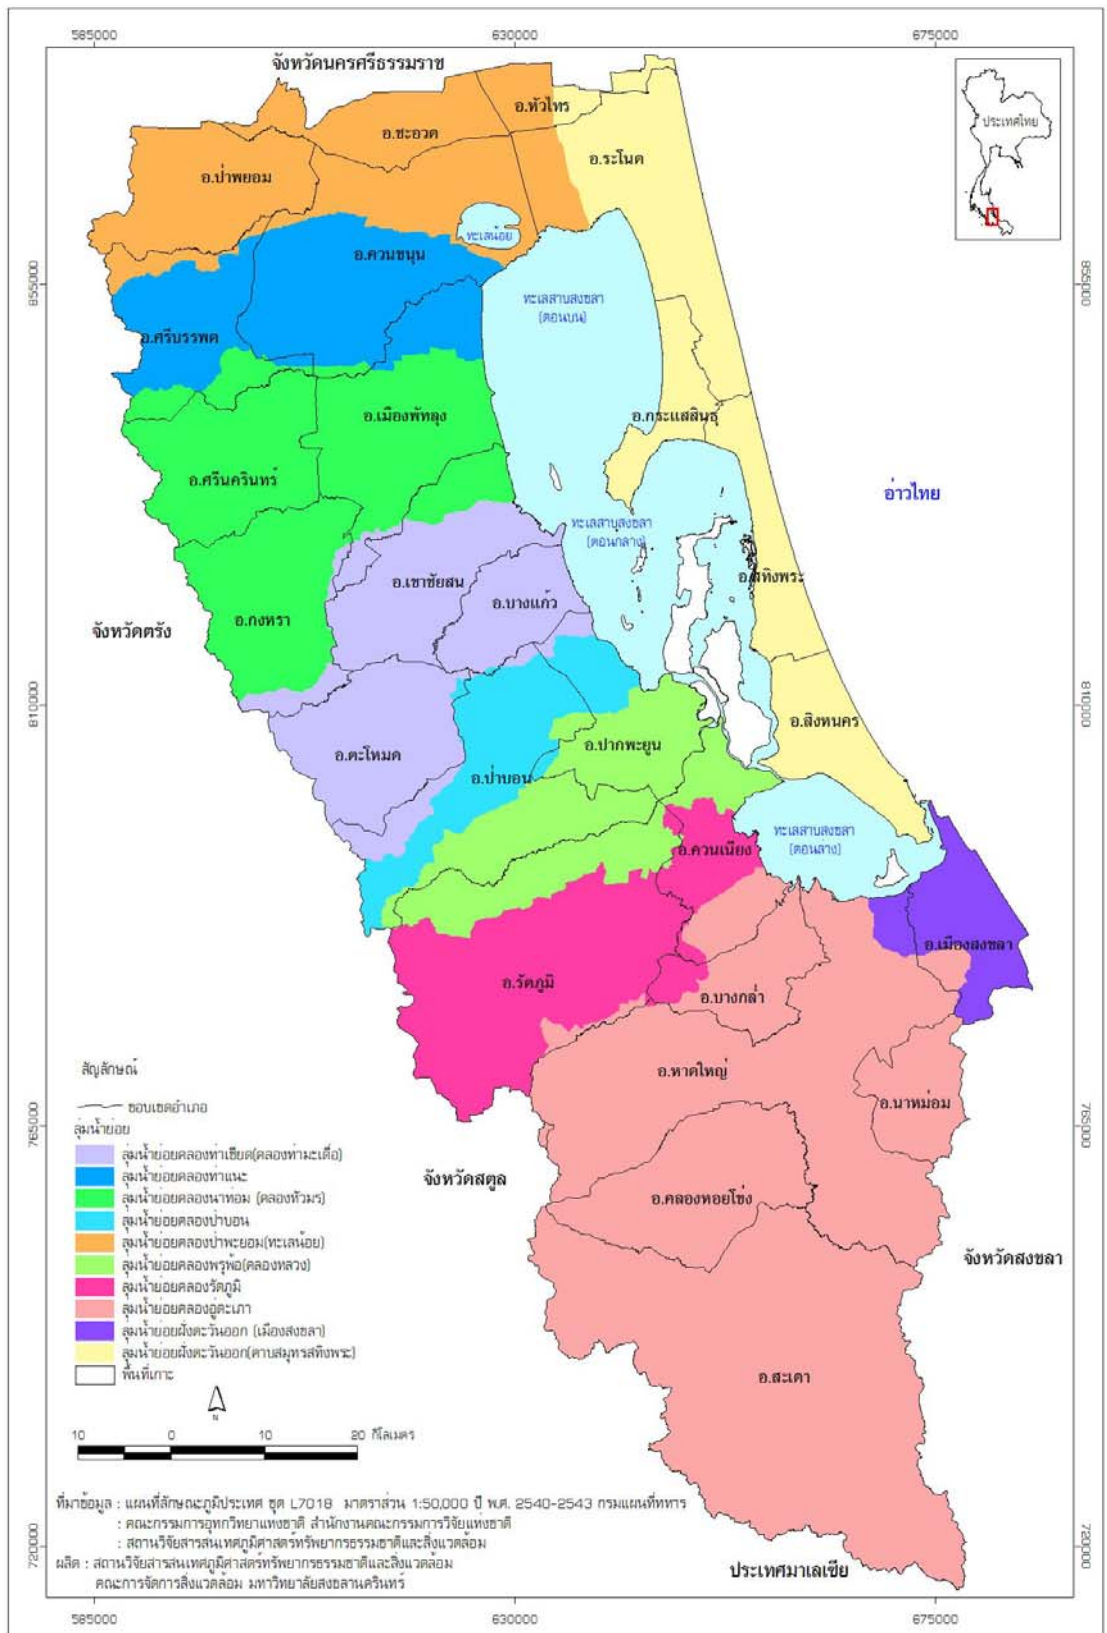 585000
630000
675000
จังหวัดนครศรีธรรมราช
อ.หัวไทร
อ.ชะอวด
ประเทศไทย
อ.ระโนด
อ.ป่าพยอม
ทะเลน้อย
อ.ควนขนุน
855000
855000
ทะเลสาบสงขลา
(ตอนบน)
อ.ศรีบรรพต
อ.เมืองพัทลุง
อ.กระแสสินธุ์
อ.ศรีนครินทร์
อ่าวไทย
ทะเลสาบสงขลา
(ตอนกลาง)
อ.สทิงพระ
อ.เขาชัยสน
อ.บางแก้ว
อ.กงหรา
จังหวัดตรัง
810000
810000
อ.สิงหนคร
อ.ปากพะยูน
อ.ตะโหมด
อ.ป่าบอน
ทะเลสาบสงขลา
(ตอนล่าง)
อ.ควนเนียง
อ.เมืองสงขลา
อ.รัตภูมิ
อ.บางกล่ำ
อ.หาดใหญ่
อ.นาหม่อม
765000
765000
จังหวัดสตูล
อ.คลองหอยโข่ง
จังหวัดสงขลา
อ.สะเดา
สัญลักษณ์
ขอบเขตอำเภอ
ลุ่มน้ำย่อย
ลุ่มน้ำย่อยคลองท่าเชียด(คลองท่ามะเดื่อ)
ลุ่มน้ำย่อยคลองท่าแนะ
ลุ่มน้ำย่อยคลองนาท่อม (คลองหัวมร)
ลุ่มน้ำย่อยคลองป่าบอน
ลุ่มน้ำย่อยคลองป่าพะยอม(ทะเลน้อย)
ลุ่มน้ำย่อยคลองพรุพ้อ(คลองหลวง)
ลุ่มน้ำย่อยคลองรัตภูมิ
ลุ่มน้ำย่อยคลองอู่ตะเภา
ลุ่มน้ำย่อยฝั่งตะวันออก (เมืองสงขลา)
ลุ่มน้ำย่อยฝั่งตะวันออก(คาบสมุทรสทิงพระ)
พื้นที่เกาะ
N
10 0 10 20 กิโลเมตร
ที่มาข้อมูล : แผนที่ลักษณะภูมิประเทศ ชุด L7018 มาตราส่วน 1:50,000 ปี พ.ศ. 2540-2543 กรมแผนที่ทหาร
: คณะกรรมการอุทกวิทยาแห่งชาติ สำนักงานคณะกรรมการวิจัยแห่งชาติ
: สถานวิจัยสารสนเทศภูมิศาสตร์ทรัพยากรธรรมชาติและสิ่งแวดล้อม
ผลิต : สถานวิจัยสารสนเทศภูมิศาสตร์ทรัพยากรธรรมชาติและสิ่งแวดล้อม
คณะการจัดการสิ่งแวดล้อม มหาวิทยาลัยสงขลานครินทร์
720000
720000
ประเทศมาเลเซีย
585000
630000
675000